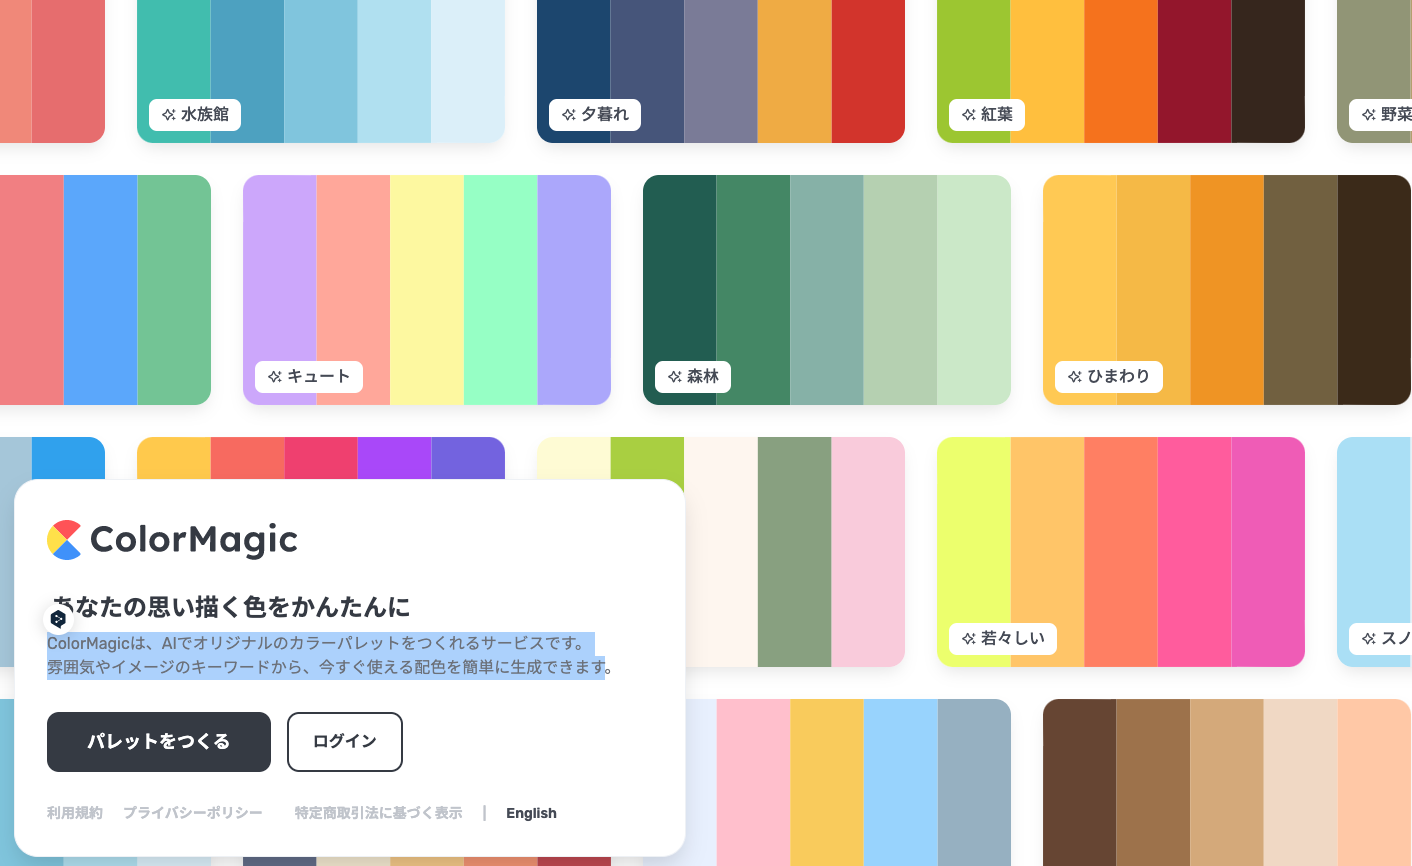 水族館
夕暮れ
紅葉
野菜
キュート
森林
ひまわり
若々しい
スノ
ColorMagic
あなたの思い描く色をかんたんに
ColorMagicは、AIでオリジナルのカラーパレットをつくれるサービスです。
雰囲気やイメージのキーワードから、今すぐ使える配色を簡単に生成できます。
パレットをつくる
ログイン
利用規約 プライバシーポリシー 特定商取引法に基づく表示 | English